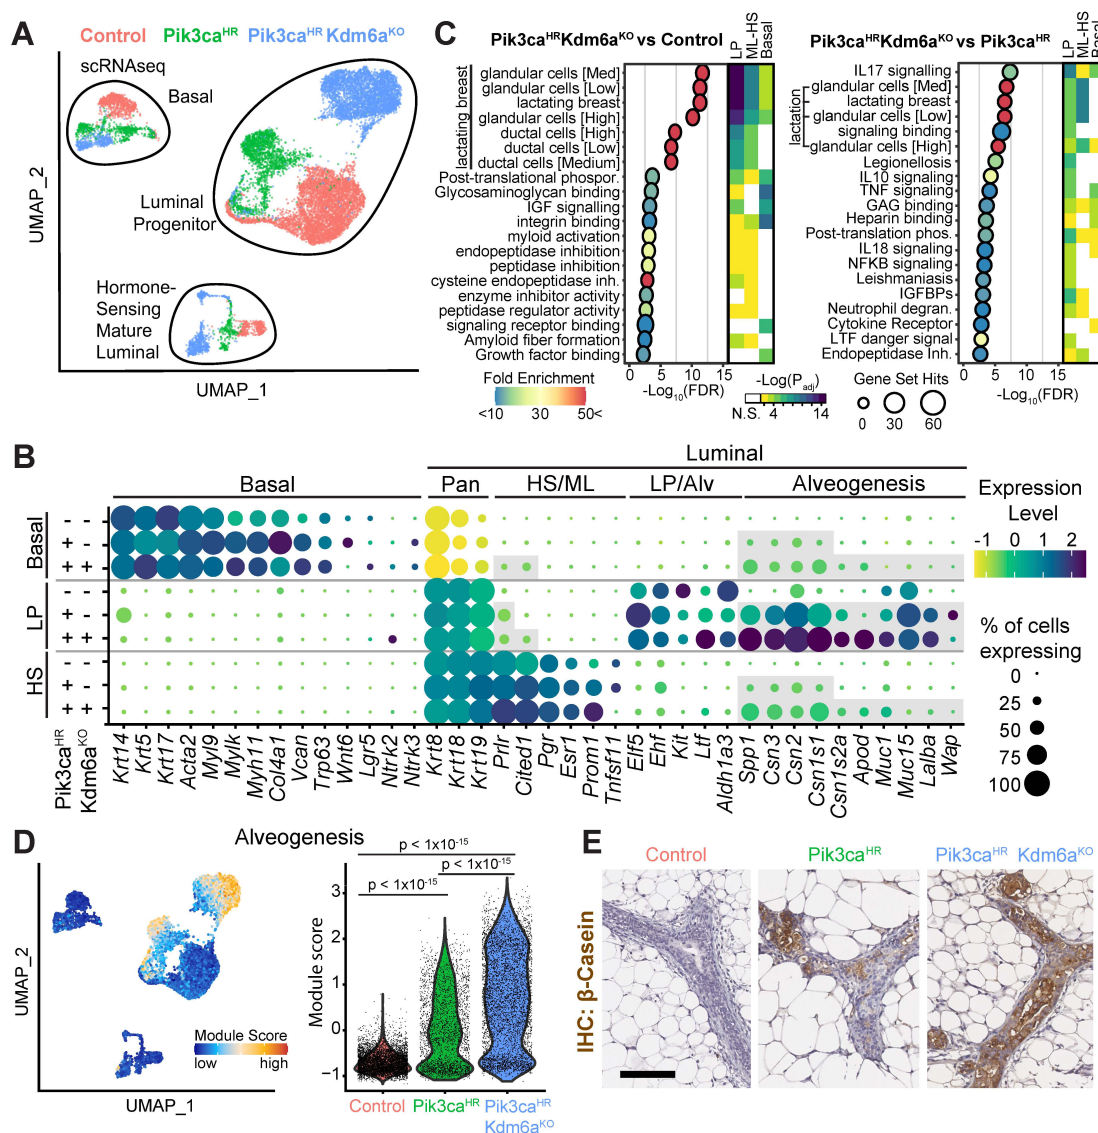 A
Control Pik3caHR Pik3caHR Kdm6aKO
scRNAseq
Basal
Luminal
Progenitor
Hormone-
Sensing
Mature
Luminal
UMAP_2
UMAP_1
C
Pik3caHRKdm6aKO vs Control
LP
ML-HS
Basal
lactating breast
glandular cells [Med]
glandular cells [Low]
lactating breast
glandular cells [High]
ductal cells [High]
ductal cells [Low]
ductal cells [Medium]
Post-translational phospor.
Glycosaminoglycan binding
IGF signalling
integrin binding
myloid activation
endopeptidase inhibition
peptidase inhibition
cysteine endopeptidase inh.
enzyme inhibitor activity
peptidase regulator activity
signaling receptor binding
Amyloid fiber formation
Growth factor binding
0 5 10 15
-Log10(FDR)
Fold Enrichment
<10 30 50<
-Log(Padj)
N.S. 4 14
Pik3caHRKdm6aKO vs Pik3caHR
LP
ML-HS
Basal
lactation
IL17 signalling
glandular cells [Med]
lactating breast
glandular cells [Low]
signaling binding
glandular cells [High]
Legionellosis
IL10 signaling
TNF signaling
GAG binding
Heparin binding
Post-translation phos.
IL18 signaling
NFKB signaling
Leishmaniasis
IGFBPs
Neutrophil degran.
Cytokine Receptor
LTF danger signal
Endopeptidase Inh.
0 5 10 15
-Log10(FDR)
Gene Set Hits
0 30 60
B
Luminal
Basal Pan HS/ML LP/Alv Alveogenesis
Basal
- -
+ -
+ +
LP
- -
+ -
+ +
HS
- -
+ -
+ +
Pik3caHR
Kdm6aKO
Krt14 Krt5 Krt17 Acta2 Myl9 Mylk Myh11 Col4a1 Vcan Trp63 Wnt6 Lgr5 Ntrk2 Ntrk3 Krt8 Krt18 Krt19 Prlr Cited1 Pgr Esr1 Prom1 Tnfsf11 Elf5 Ehf Kit Ltf Aldh1a3 Spp1 Csn3 Csn2 Csn1s1 Csn1s2a Apod Muc1 Muc15 Lalba Wap
Expression
Level
-1 0 1 2
% of cells
expressing
0
25
50
75
100
D
Alveogenesis
UMAP_2
UMAP_1
Module Score
low high
Module score
3
2
1
0
-1
p < 1x10-15
p < 1x10-15
p < 1x10-15
Control Pik3caHR Pik3caHR
Kdm6aKO
E
Control Pik3caHR Pik3caHR Kdm6aKO
IHC: β-Casein